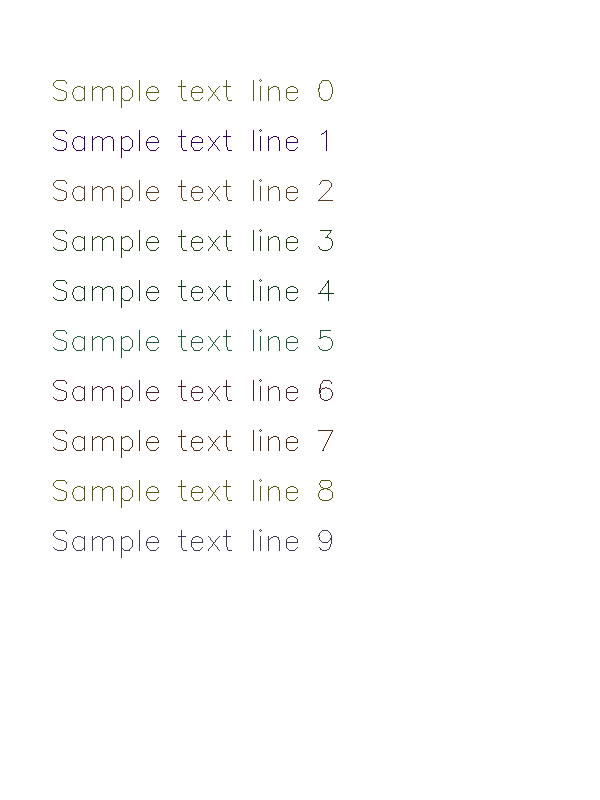 Sample text line 0
Sample text line 1
Sample text line 2
Sample text line 3
Sample text line 4
Sample text line 5
Sample text line 6
Sample text line 7
Sample text line 8
Sample text line 9